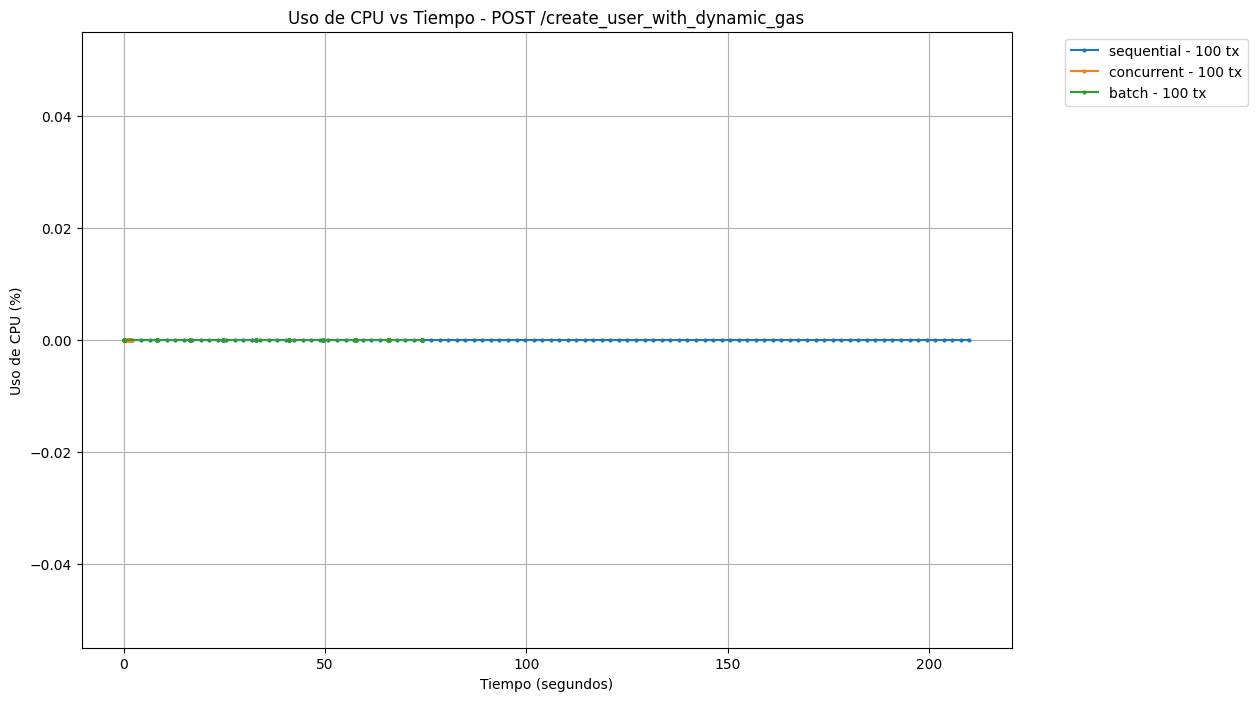 Uso de CPU vs Tiempo - POST /create_user_with_dynamic_gas
sequential - 100 tx
concurrent - 100 tx
batch - 100 tx
Uso de CPU (%)
0.04
0.02
0.00
−0.02
−0.04
0
50
100
150
200
Tiempo (segundos)